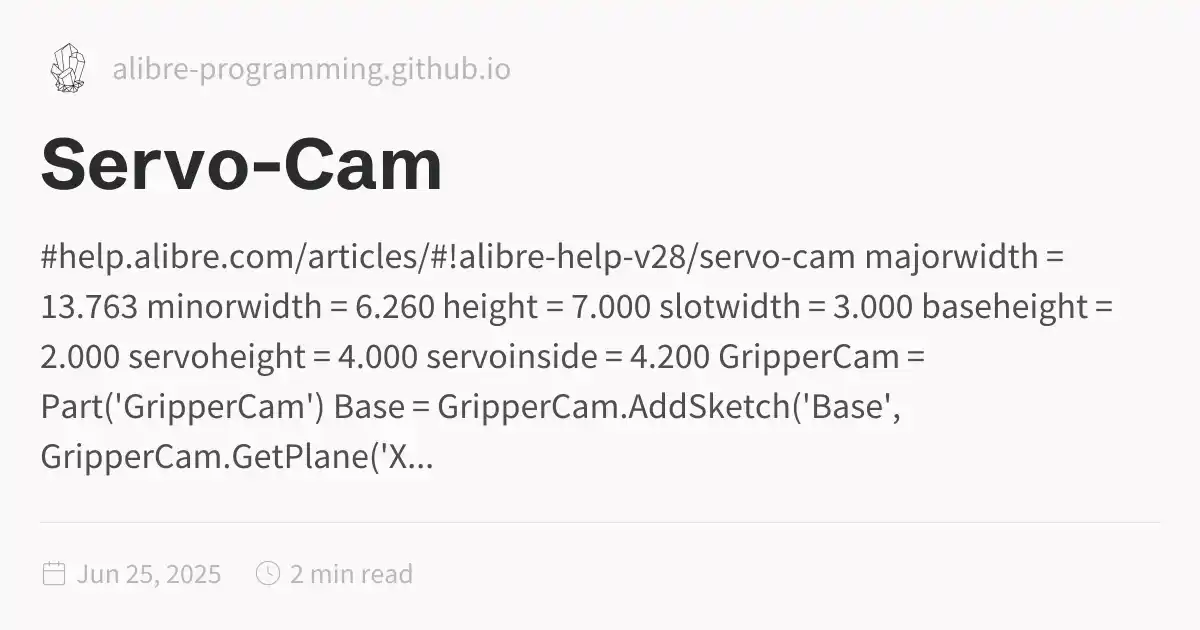 alibre-programming.github.io
Servo-Cam
#help.alibre.com/articles/#!alibre-help-v28/servo-cam majorwidth =
13.763 minorwidth = 6.260 height = 7.000 slotwidth = 3.000 baseheight =
2.000 servoheight = 4.000 servoinside = 4.200 GripperCam =
Part('GripperCam') Base = GripperCam.AddSketch('Base',
GripperCam.GetPlane('X...
Jun 25, 2025 2 min read